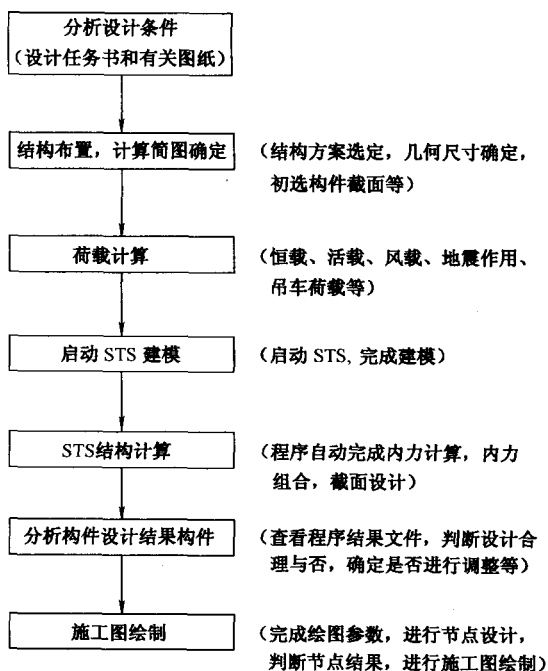 分析设计条件
（设计任务书和有关图纸）
结构布置，计算简图确定
（结构方案选定，几何尺寸确定，
初选构件截面等）
荷载计算
（恒载、活载、风载、地震作用、
吊车荷载等）
启动 STS 建模
（启动 STS, 完成建模）
STS结构计算
（程序自动完成内力计算，内力
组合，截面设计）
分析构件设计结果构件
（查看程序结果文件，判断设计合
理与否，确定是否进行调整等）
施工图绘制
（完成绘图参数，进行节点设计，
判断节点结果，进行施工图绘制）